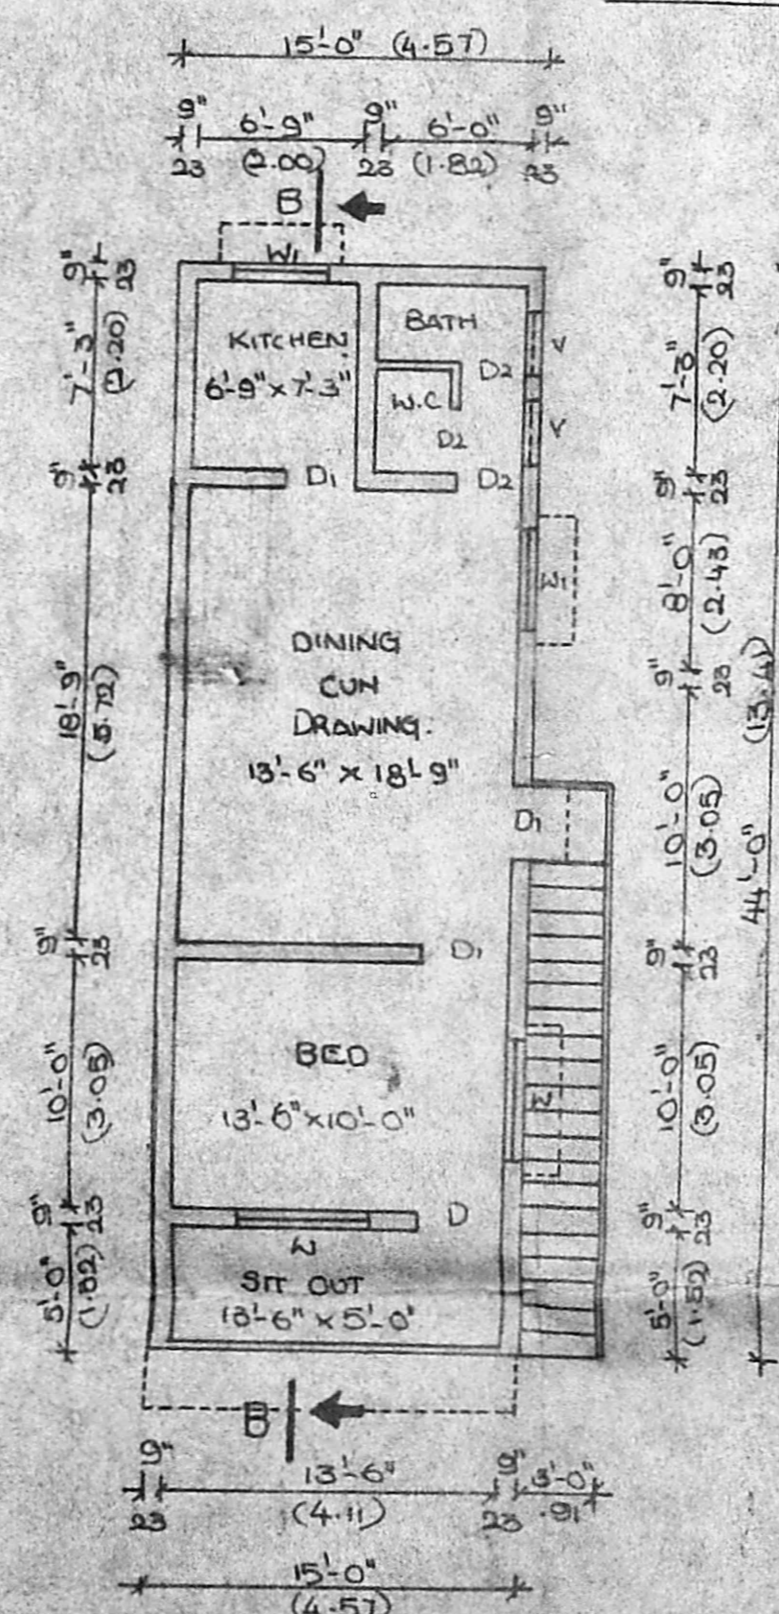 15'-0" (4.57)
9" 6'-9" 9" 6'-0" 9"
23 (2.00) 23 (1.82) 23
B
W1
9" 23
7'-3" (2.20)
9" 23
18'-9" (5.72)
9" 23
10'-0" (3.05)
9" 23
5'-0" (1.52)
KITCHEN
6'-9" x 7'-3"
BATH
D2
W.C
D2
D1
D2
V
V
W1
DINING
CUM
DRAWING.
13'-6" x 18'-9"
D1
D1
BED
13'-6" x 10'-0"
W
D
W
SIT OUT
13'-6" x 5'-0"
9" 23
7'-3" (2.20)
9" 23
8'-0" (2.43)
9" 23
10'-0" (3.05)
9" 23
10'-0" (3.05)
9" 23
5'-0" (1.52)
44'-0" (13.41)
B
9" 13'-6" 9" 3'-0"
23 (4.11) 23 .91
15'-0"
(4.57)